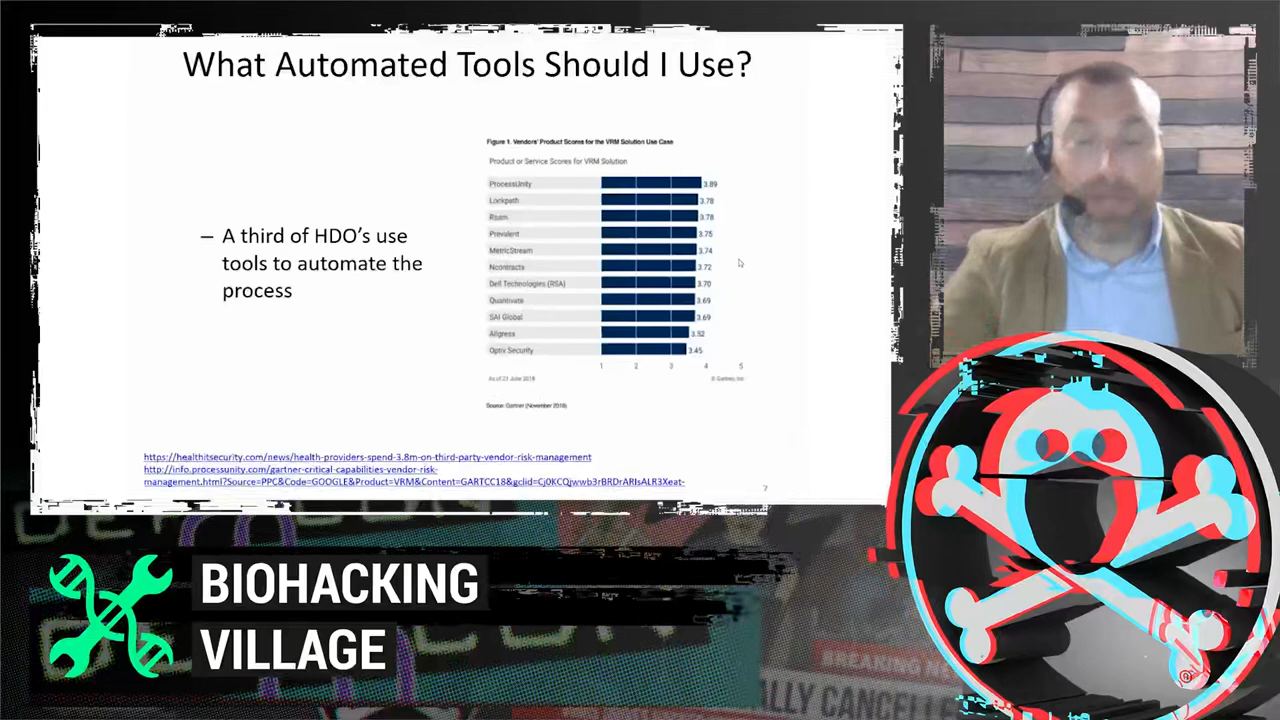 What Automated Tools Should I Use?
– A third of HDO's use
tools to automate the
process
Figure 1. Vendors' Product Scores for the VRM Solution Use Case
Product or Service Scores for VRM Solution
ProcessUnity 3.89
Lockpath 3.78
Rsam 3.78
Prevalent 3.75
MetricStream 3.74
Ncontracts 3.72
Dell Technologies (RSA) 3.70
Quantivate 3.69
SAI Global 3.69
Allgress 3.52
Optiv Security 3.45
1 2 3 4 5
As of 23 June 2018 © Gartner, Inc
Source: Gartner (November 2018)
https://healthitsecurity.com/news/health-providers-spend-3.8m-on-third-party-vendor-risk-management
http://info.processunity.com/gartner-critical-capabilities-vendor-risk-
management.html?Source=PPC&Code=GOOGLE&Product=VRM&Content=GARTCC18&gclid=Cj0KCQjwwb3rBRDrARIsALR3Xeat-
7
BIOHACKING
VILLAGE
BREAKING NE
ALLY CANCELLE
®